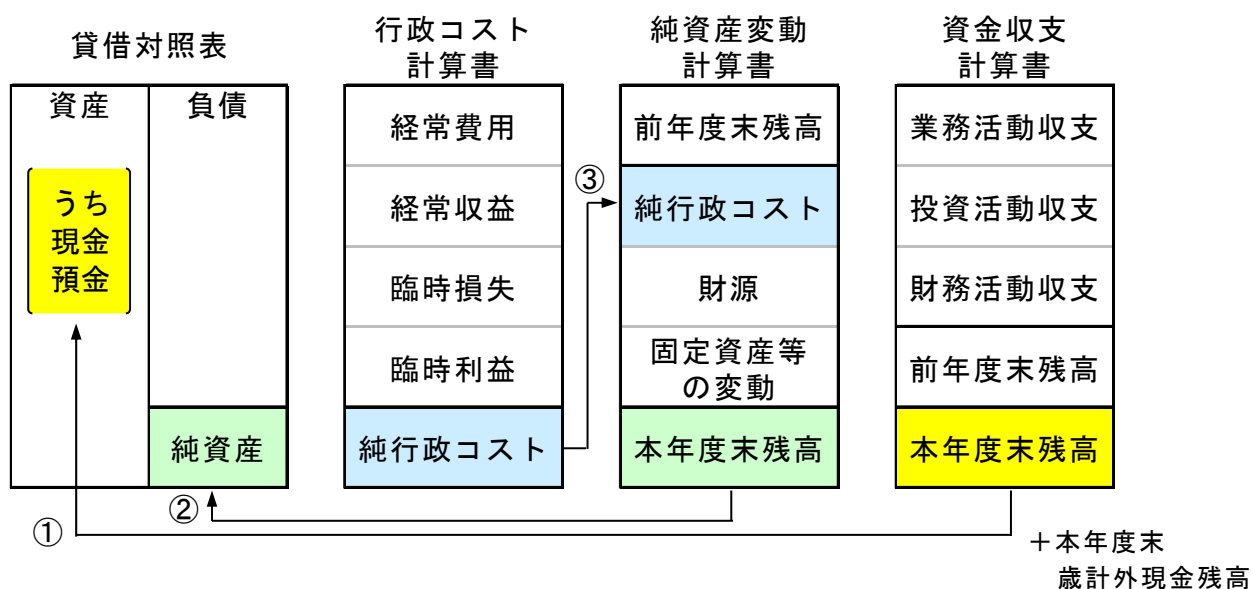 貸借対照表
資産
負債
うち
現金
預金
純資産
①
②
行政コスト
計算書
経常費用
経常収益
臨時損失
臨時利益
純行政コスト
③
純資産変動
計算書
前年度末残高
純行政コスト
財源
固定資産等
の変動
本年度末残高
資金収支
計算書
業務活動収支
投資活動収支
財務活動収支
前年度末残高
本年度末残高
＋本年度末
歳計外現金残高